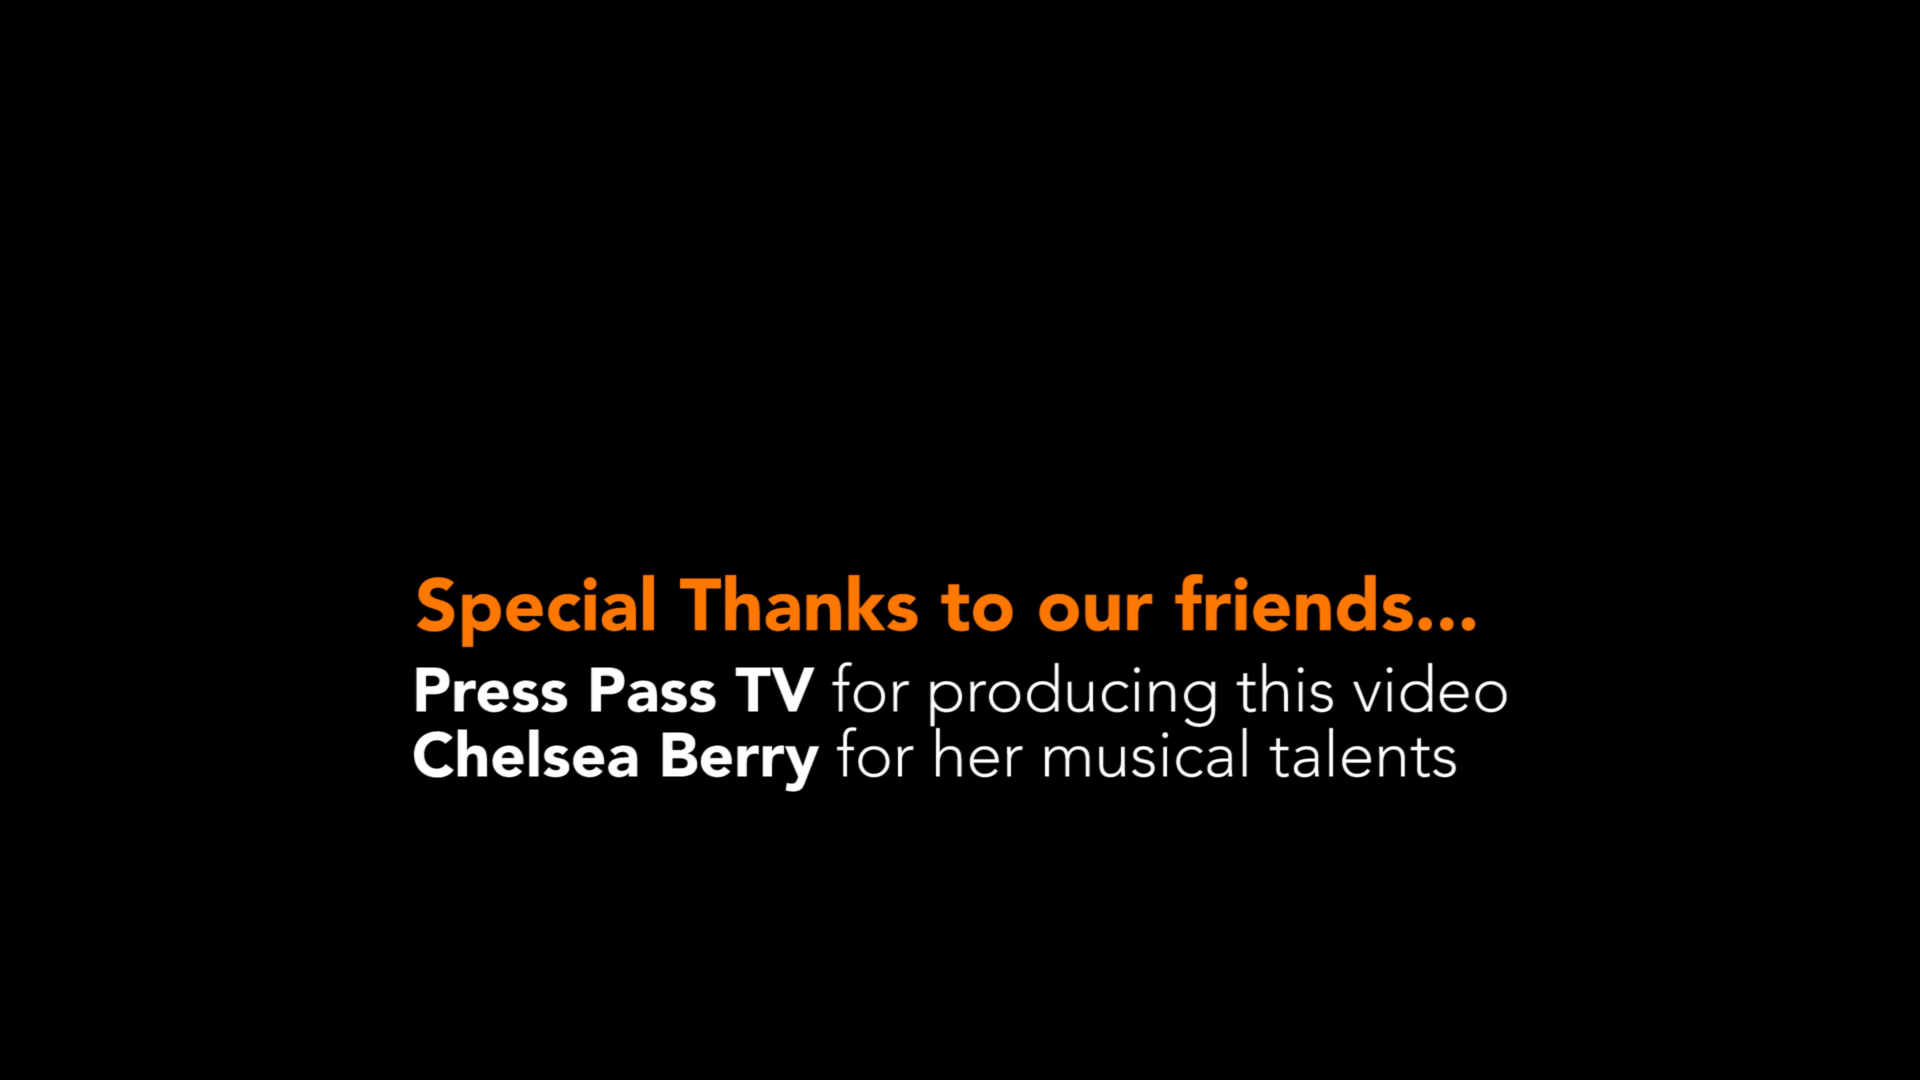 Special Thanks to our friends...
Press Pass TV for producing this video
Chelsea Berry for her musical talents